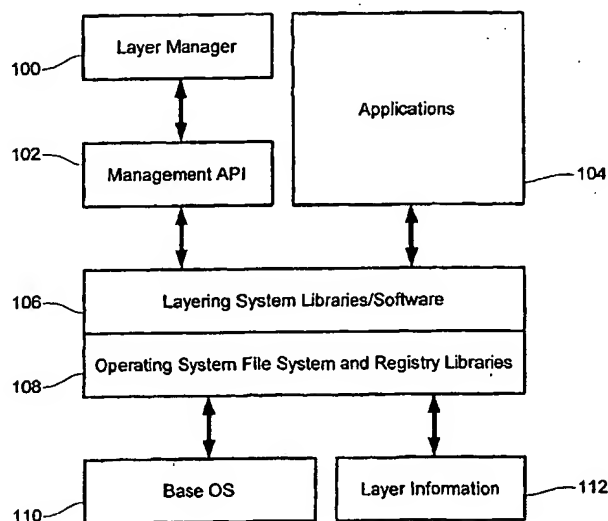 100
Layer Manager
Applications
102
Management API
104
106
Layering System Libraries/Software
108
Operating System File System and Registry Libraries
110
Base OS
Layer Information
112